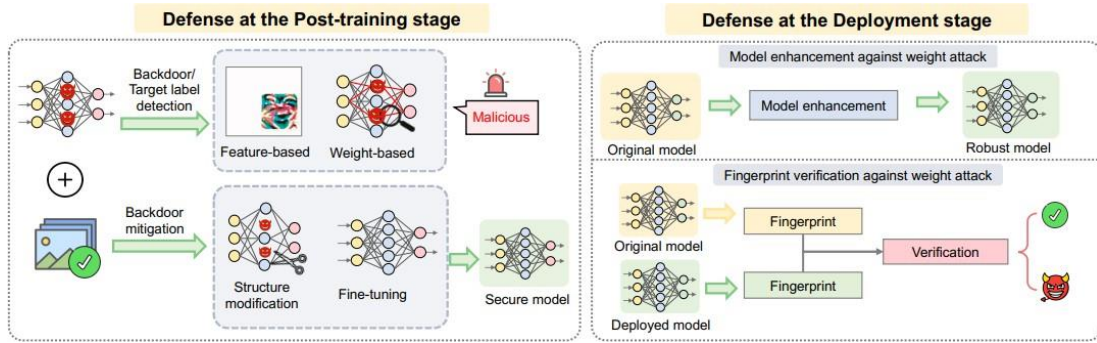 Defense at the Post-training stage
Backdoor/
Target label
detection
Feature-based
Weight-based
Malicious
Backdoor
mitigation
Structure
modification
Fine-tuning
Secure model
Defense at the Deployment stage
Model enhancement against weight attack
Original model
Model enhancement
Robust model
Fingerprint verification against weight attack
Original model
Fingerprint
Verification
Deployed model
Fingerprint